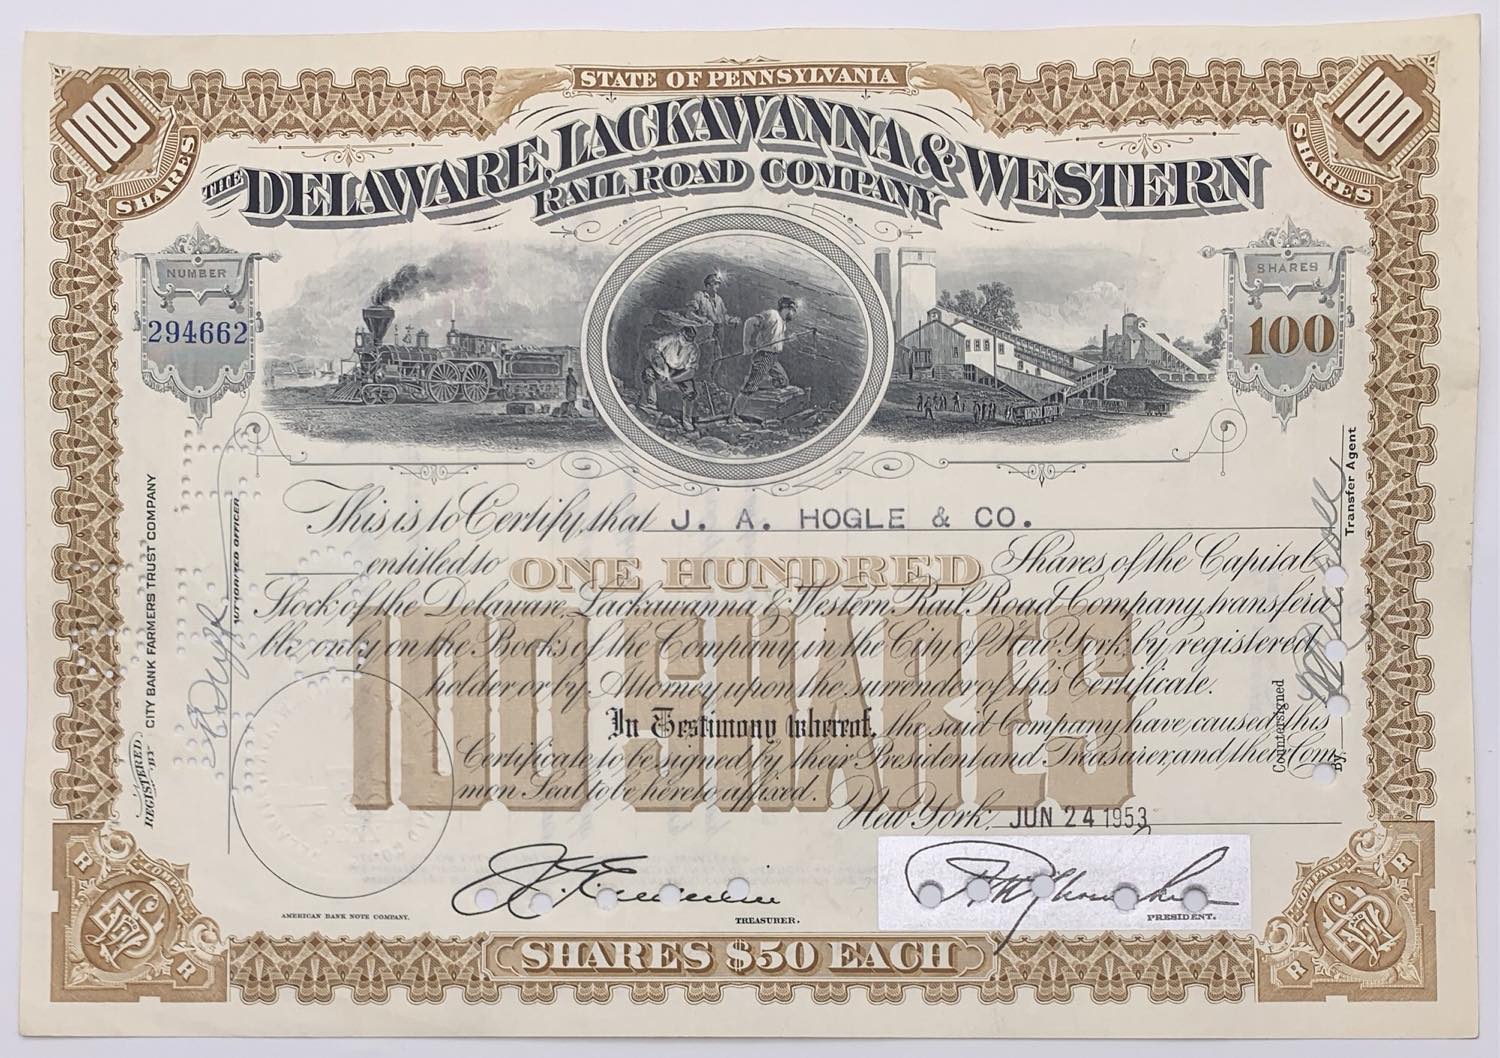 STATE OF PENNSYLVANIA
100 SHARES
100 SHARES
THE DELAWARE, LACKAWANNA & WESTERN
RAIL ROAD COMPANY
NUMBER
294662
SHARES
100
This is to Certify, that J. A. HOGLE & CO.
entitled to ONE HUNDRED Shares of the Capital
Stock of the Delaware, Lackawanna & Western Rail Road Company, transfera
ble only on the Books of the Company in the City of New York, by registered
holder or by Attorney upon the surrender of this Certificate.
In Testimony whereof, the said Company have caused this
Certificate to be signed by their President and Treasurer, and their Com
mon Seal to be hereto affixed.
New York, JUN 24 1953
100 SHARES
REGISTERED CITY BANK FARMERS TRUST COMPANY
"BY"
AUTHORIZED OFFICER
Countersigned
By
Transfer Agent
AMERICAN BANK NOTE COMPANY.
TREASURER.
PRESIDENT.
R COMPANY R
R COMPANY R
SHARES $50 EACH